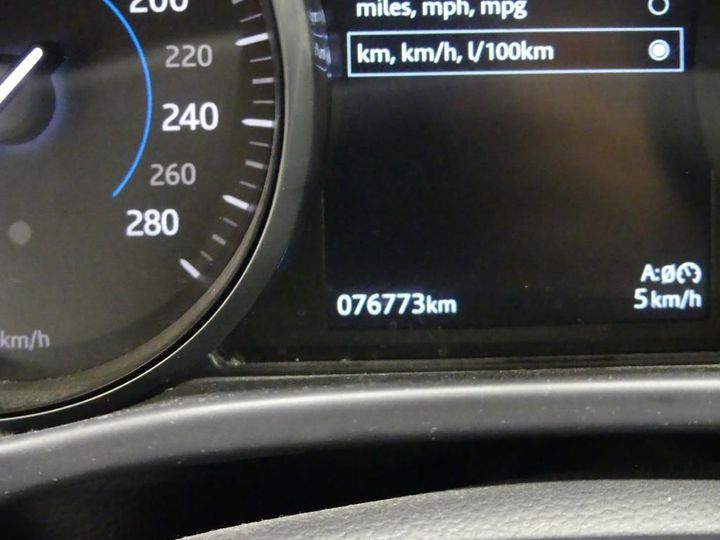 200
220
240
260
280
km/h
miles, mph, mpg
km, km/h, l/100km
076773km
A:Ø
5 km/h